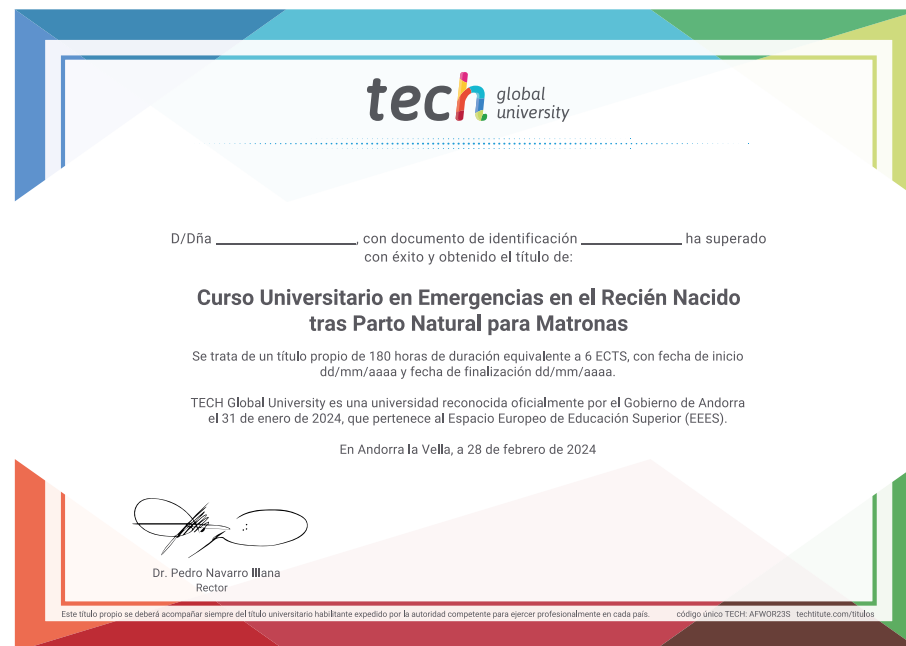 tech global
university
D/Dña ______________, con documento de identificación ____________ ha superado
con éxito y obtenido el título de:
Curso Universitario en Emergencias en el Recién Nacido
tras Parto Natural para Matronas
Se trata de un título propio de 180 horas de duración equivalente a 6 ECTS, con fecha de inicio
dd/mm/aaaa y fecha de finalización dd/mm/aaaa.
TECH Global University es una universidad reconocida oficialmente por el Gobierno de Andorra
el 31 de enero de 2024, que pertenece al Espacio Europeo de Educación Superior (EEES).
En Andorra la Vella, a 28 de febrero de 2024
Dr. Pedro Navarro Illana
Rector
Este título propio se deberá acompañar siempre del título universitario habilitante expedido por la autoridad competente para ejercer profesionalmente en cada país. código único TECH: AFWOR23S techtitute.com/titulos